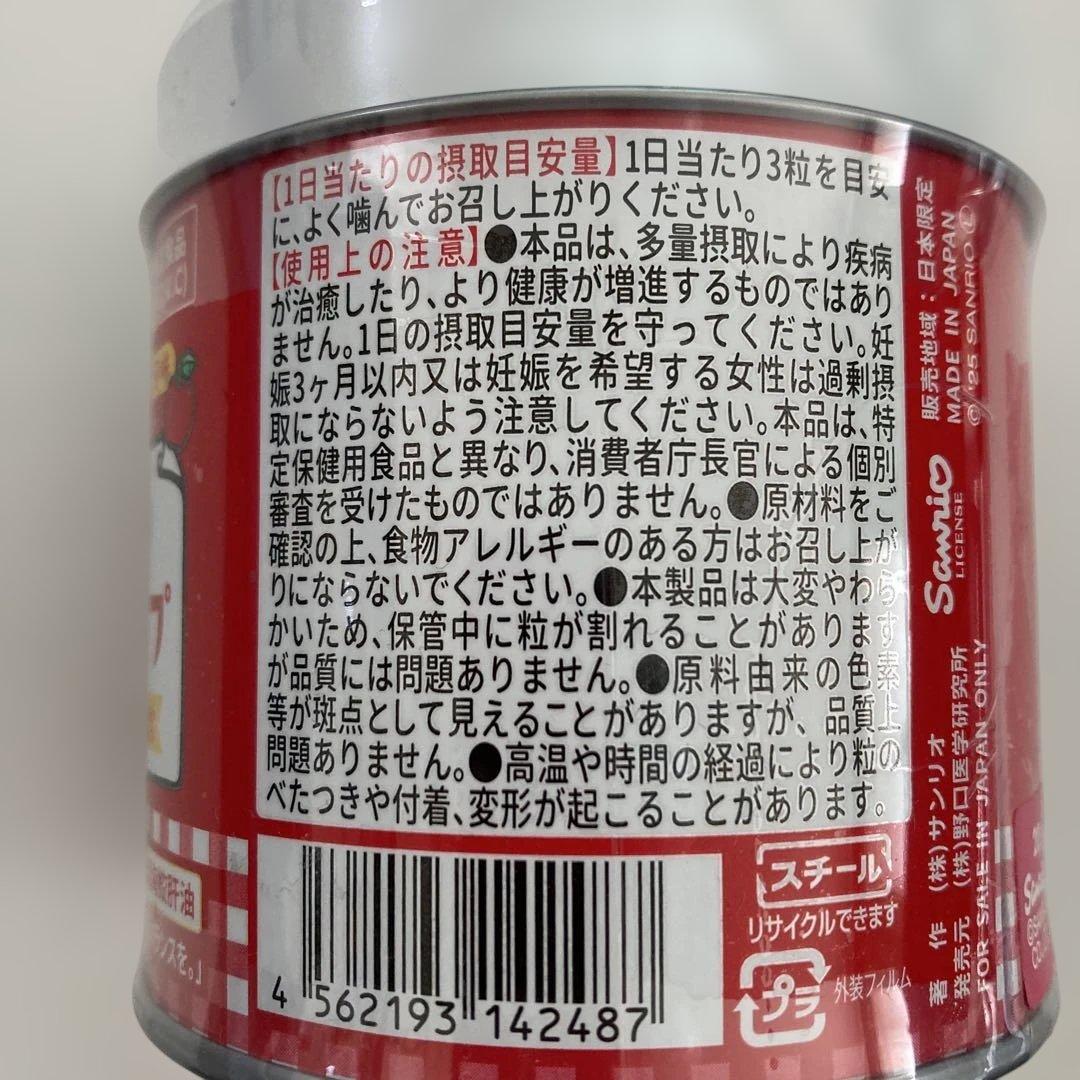 【1日当たりの摂取目安量】1日当たり3粒を目安
に、よく噛んでお召し上がりください。
【使用上の注意】●本品は、多量摂取により疾病
が治癒したり、より健康が増進するものではあり
ません。1日の摂取目安量を守ってください。妊
娠3ヶ月以内又は妊娠を希望する女性は過剰摂
取にならないよう注意してください。本品は、特
定保健用食品と異なり、消費者庁長官による個別
審査を受けたものではありません。●原材料をご
確認の上、食物アレルギーのある方はお召し上が
りにならないでください。●本製品は大変やわら
かいため、保管中に粒が割れることがあります
が品質には問題ありません。●原料由来の色素
等が斑点として見えることがありますが、品質上
問題ありません。●高温や時間の経過により粒の
べたつきや付着、変形が起こることがあります。
4 562193 142487
スチール
リサイクルできます
プラ
外装フィルム
販売地域：日本限定
MADE IN JAPAN
© '25 SANRIO Ⓛ
Sanrio
LICENSE
著作 (株)サンリオ
発売元 (株)野口医学研究所
FOR SALE IN JAPAN ONLY
肝油
ランスを。」